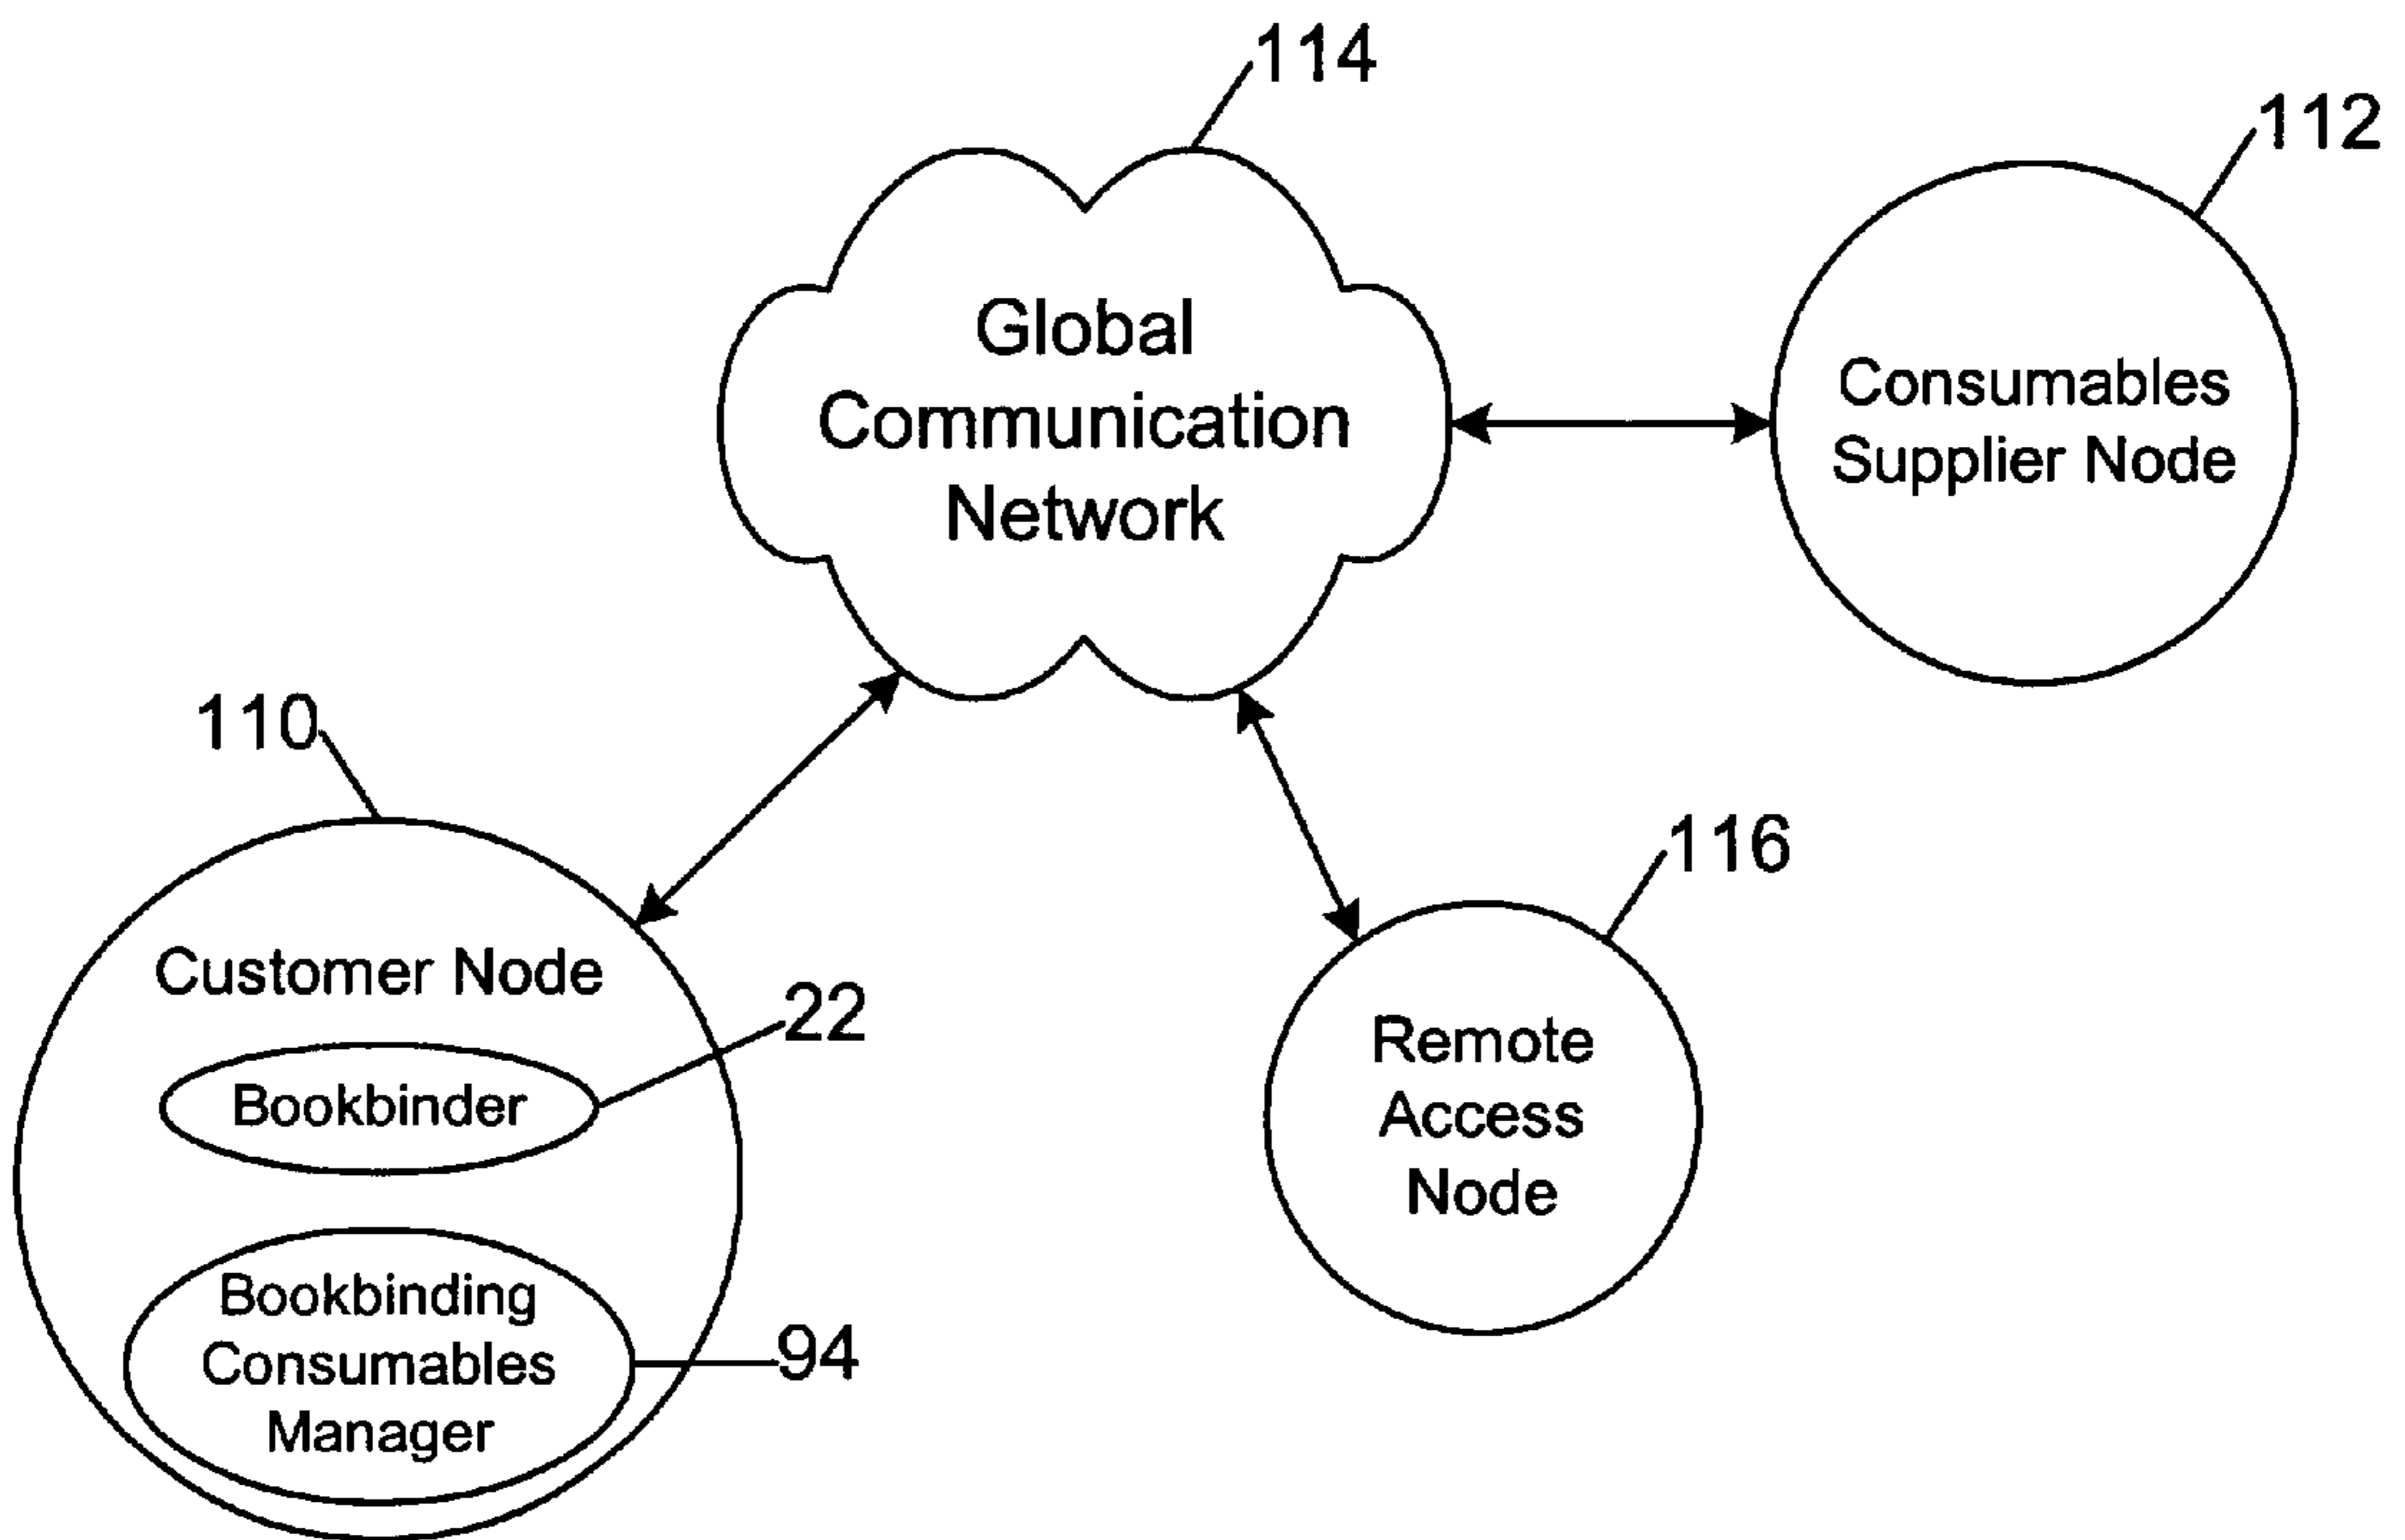 114
112
Global
Communication
Network
Consumables
Supplier Node
110
116
Customer Node
22
Bookbinder
Remote
Access
Node
Bookbinding
Consumables
Manager
94